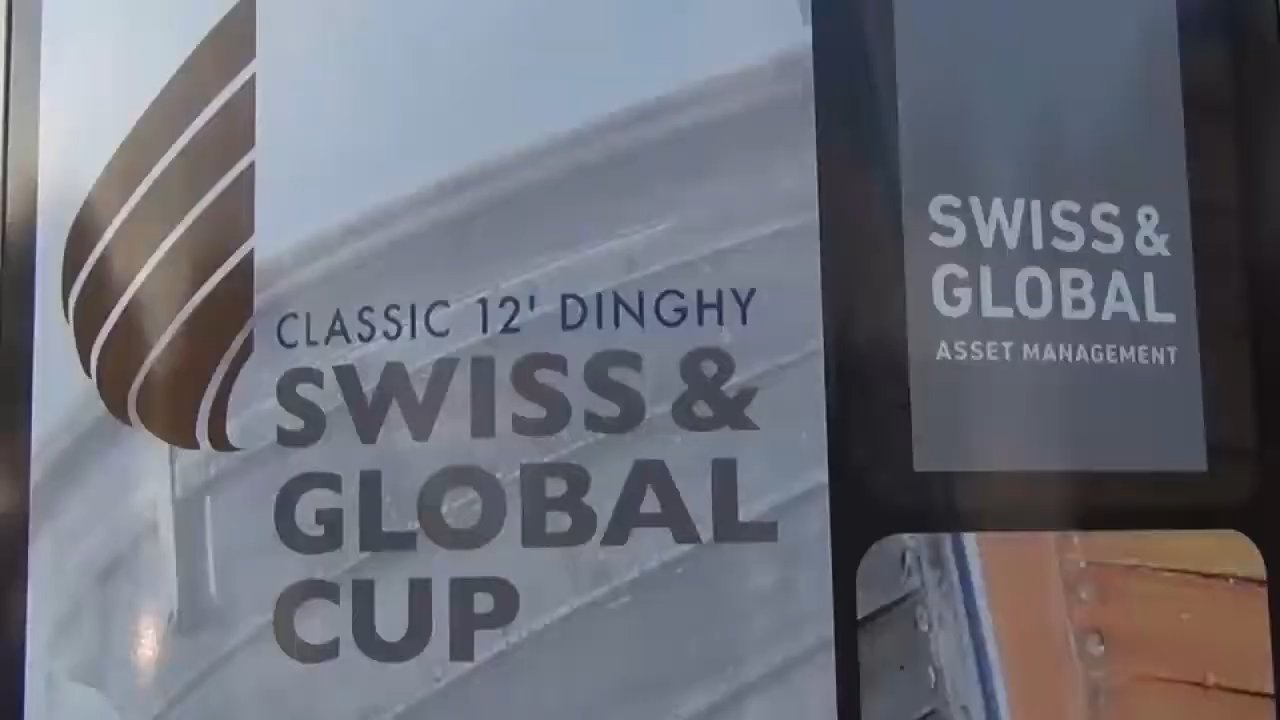 CLASSIC 12' DINGHY
SWISS &
GLOBAL
CUP
SWISS &
GLOBAL
ASSET MANAGEMENT